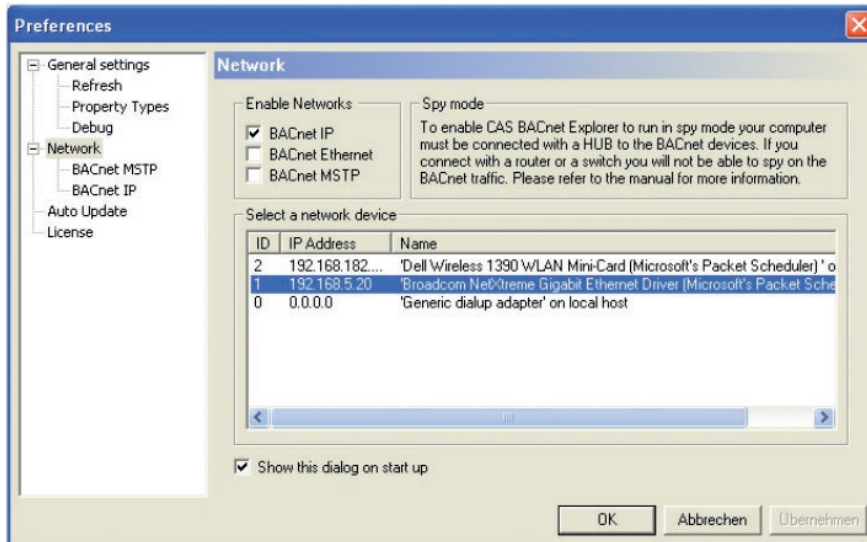 Preferences
General settings
Refresh
Property Types
Debug
Network
BACnet MSTP
BACnet IP
Auto Update
License
Network
Enable Networks
BACnet IP
BACnet Ethernet
BACnet MSTP
Spy mode
To enable CAS BACnet Explorer to run in spy mode your computer
must be connected with a HUB to the BACnet devices. If you
connect with a router or a switch you will not be able to spy on the
BACnet traffic. Please refer to the manual for more information.
Select a network device
ID IP Address Name
2 192.168.182.... 'Dell Wireless 1390 WLAN Mini-Card (Microsoft's Packet Scheduler) ' o
1 192.168.5.20 'Broadcom NetXtreme Gigabit Ethernet Driver (Microsoft's Packet Sche
0 0.0.0.0 'Generic dialup adapter' on local host
Show this dialog on start up
OK Abbrechen Übernehmen